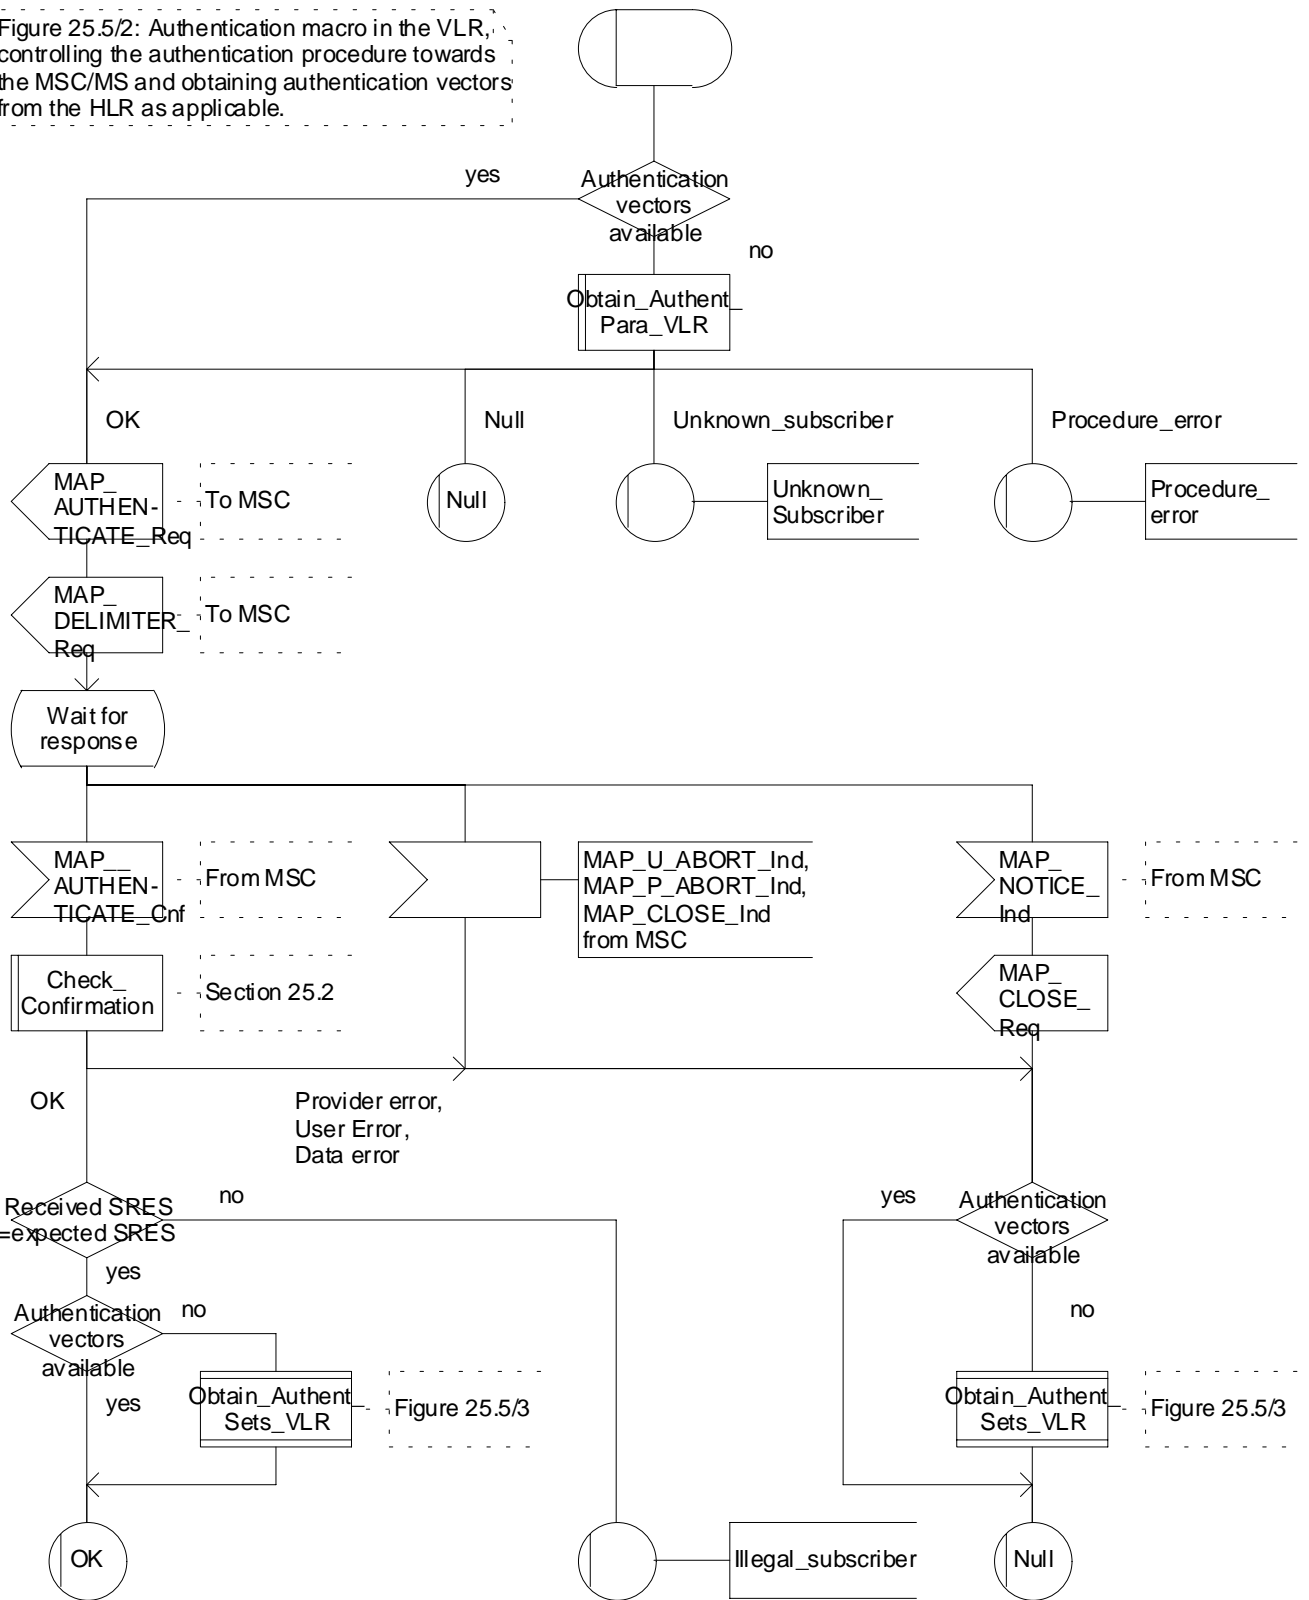 Figure 25.5/2: Authentication macro in the VLR,
controlling the authentication procedure towards
the MSC/MS and obtaining authentication vectors
from the HLR as applicable.
yes
Authentication
vectors
available
no
Obtain_Authent_
Para_VLR
OK
Null
Unknown_subscriber
Procedure_error
MAP_
AUTHEN-
TICATE_Req
To MSC
Null
Unknown_
Subscriber
Procedure_
error
MAP_
DELIMITER_
Req
To MSC
Wait for
response
MAP__
AUTHEN-
TICATE_Cnf
From MSC
MAP_U_ABORT_Ind,
MAP_P_ABORT_Ind,
MAP_CLOSE_Ind
from MSC
MAP_
NOTICE_
Ind
From MSC
Check_
Confirmation
Section 25.2
MAP_
CLOSE_
Req
OK
Provider error,
User Error,
Data error
Received SRES
=expected SRES
no
yes
Authentication
vectors
available
yes
Authentication
vectors
available
no
no
yes
Obtain_Authent_
Sets_VLR
Figure 25.5/3
Obtain_Authent_
Sets_VLR
Figure 25.5/3
OK
Illegal_subscriber
Null